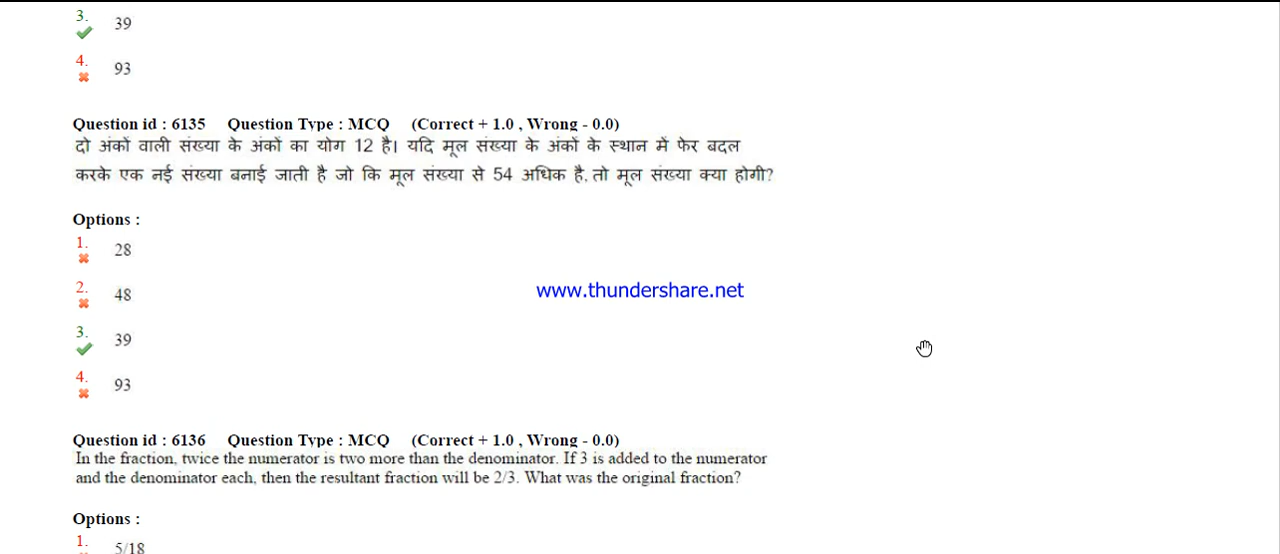 3. 39
4. 93
Question id : 6135 Question Type : MCQ (Correct + 1.0 , Wrong - 0.0)
दो अंकों वाली संख्या के अंकों का योग 12 है। यदि मूल संख्या के अंकों के स्थान में फेर बदल
करके एक नई संख्या बनाई जाती है जो कि मूल संख्या से 54 अधिक है, तो मूल संख्या क्या होगी?
Options :
1. 28
2. 48
www.thundershare.net
3. 39
4. 93
Question id : 6136 Question Type : MCQ (Correct + 1.0 , Wrong - 0.0)
In the fraction, twice the numerator is two more than the denominator. If 3 is added to the numerator
and the denominator each, then the resultant fraction will be 2/3. What was the original fraction?
Options :
1. 5/18